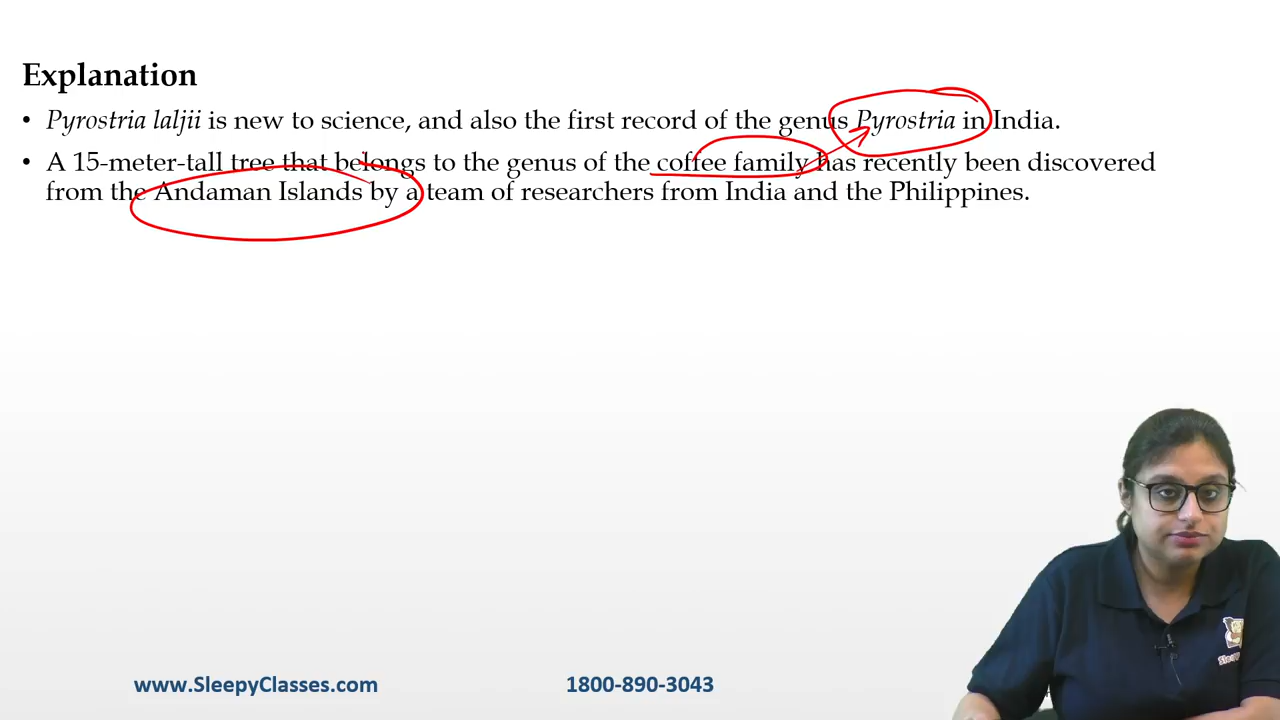 Explanation
• Pyrostria laljii is new to science, and also the first record of the genus Pyrostria in India.
• A 15-meter-tall tree that belongs to the genus of the coffee family has recently been discovered
from the Andaman Islands by a team of researchers from India and the Philippines.
www.SleepyClasses.com 1800-890-3043